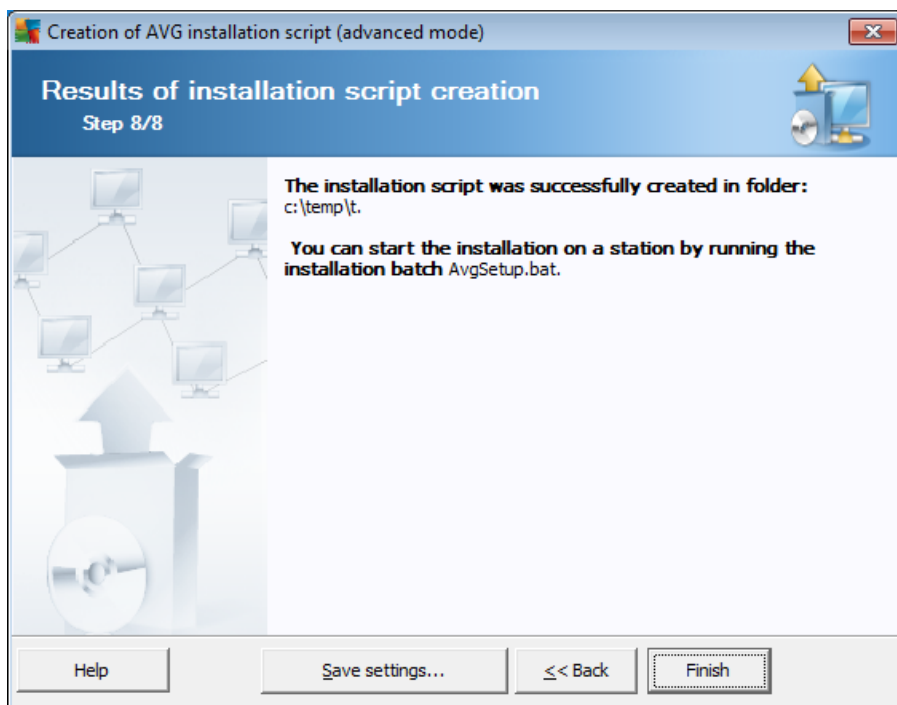 Creation of AVG installation script (advanced mode)
Results of installation script creation
Step 8/8
The installation script was successfully created in folder:
c:\temp\t.
You can start the installation on a station by running the
installation batch AvgSetup.bat.
Help
Save settings...
<< Back
Finish